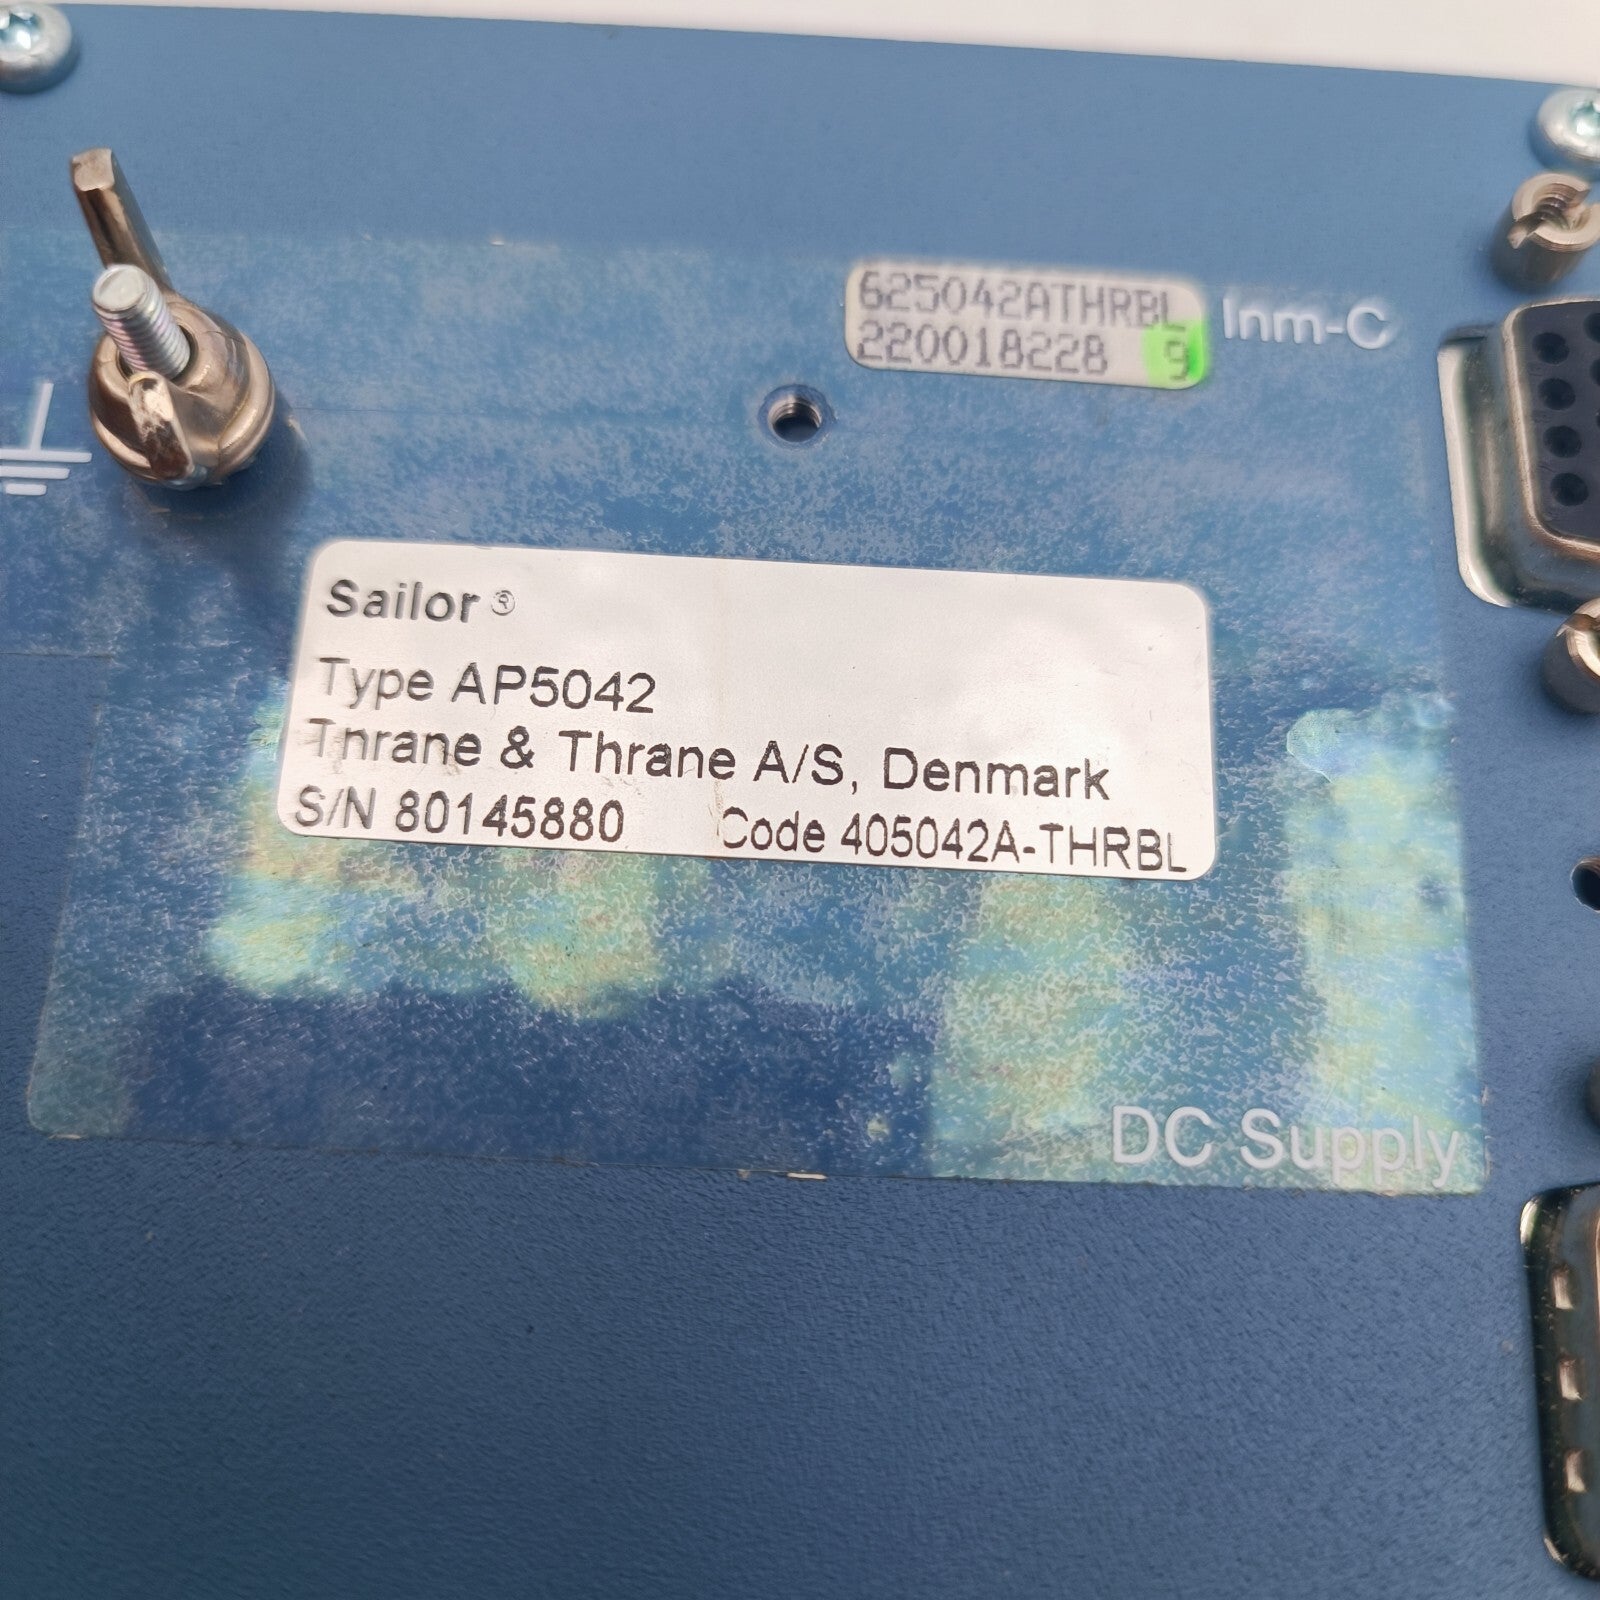 625042ATHRBL
220018228 9
Inm-C
Sailor®
Type AP5042
Thrane & Thrane A/S, Denmark
S/N 80145880 Code 405042A-THRBL
DC Supply